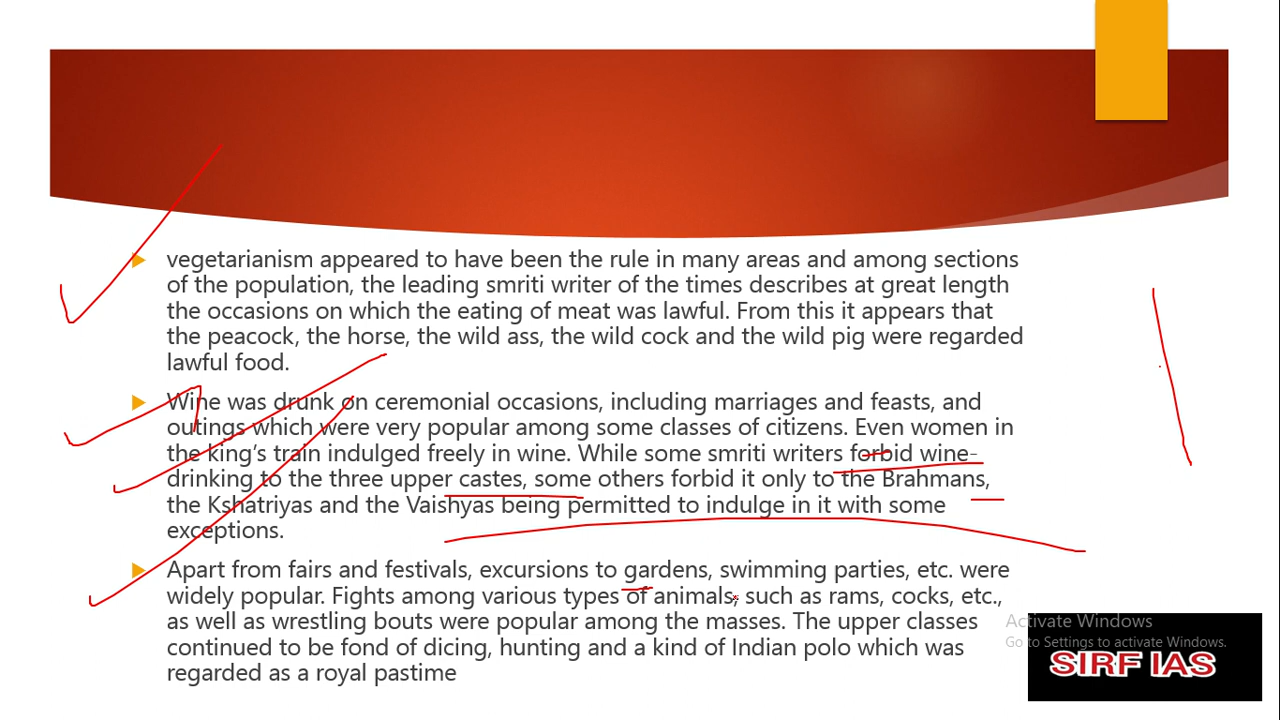 vegetarianism appeared to have been the rule in many areas and among sections
of the population, the leading smriti writer of the times describes at great length
the occasions on which the eating of meat was lawful. From this it appears that
the peacock, the horse, the wild ass, the wild cock and the wild pig were regarded
lawful food.
Wine was drunk on ceremonial occasions, including marriages and feasts, and
outings which were very popular among some classes of citizens. Even women in
the king's train indulged freely in wine. While some smriti writers forbid wine-
drinking to the three upper castes, some others forbid it only to the Brahmans,
the Kshatriyas and the Vaishyas being permitted to indulge in it with some
exceptions.
Apart from fairs and festivals, excursions to gardens, swimming parties, etc. were
widely popular. Fights among various types of animals, such as rams, cocks, etc.,
as well as wrestling bouts were popular among the masses. The upper classes
continued to be fond of dicing, hunting and a kind of Indian polo which was
regarded as a royal pastime
Activate Windows
Go to Settings to activate Windows.
SIRF IAS